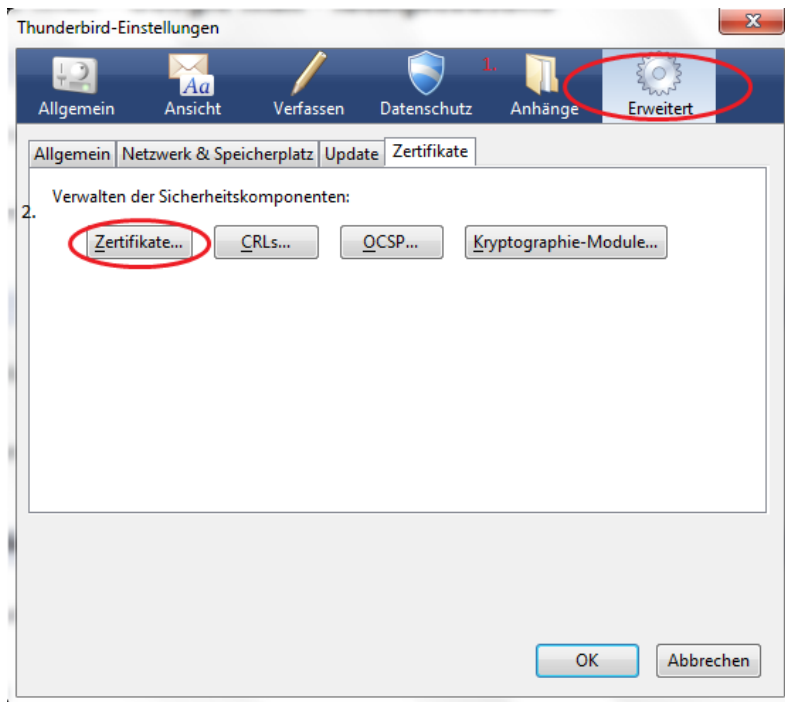 Thunderbird-Einstellungen
1.
Allgemein Ansicht Verfassen Datenschutz Anhänge Erweitert
Allgemein Netzwerk & Speicherplatz Update Zertifikate
Verwalten der Sicherheitskomponenten:
2.
Zertifikate... CRLs... OCSP... Kryptographie-Module...
OK Abbrechen